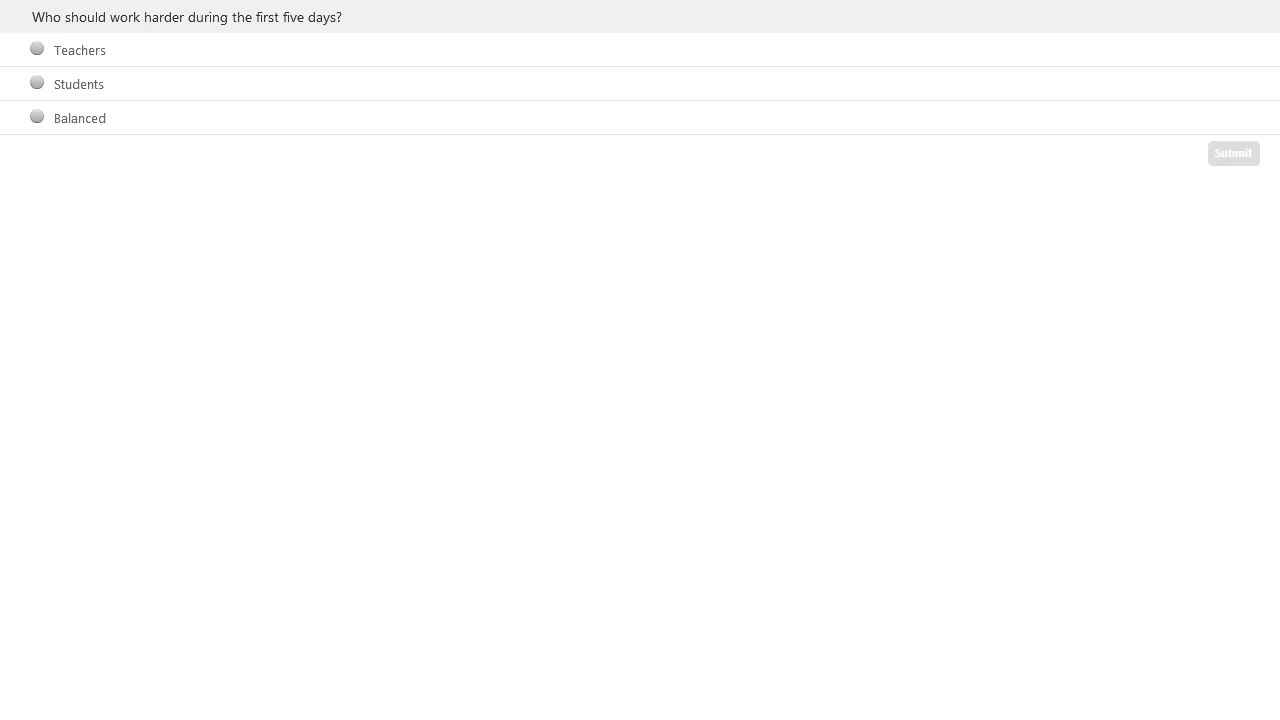 Who should work harder during the first five days?
Teachers
Students
Balanced
Submit